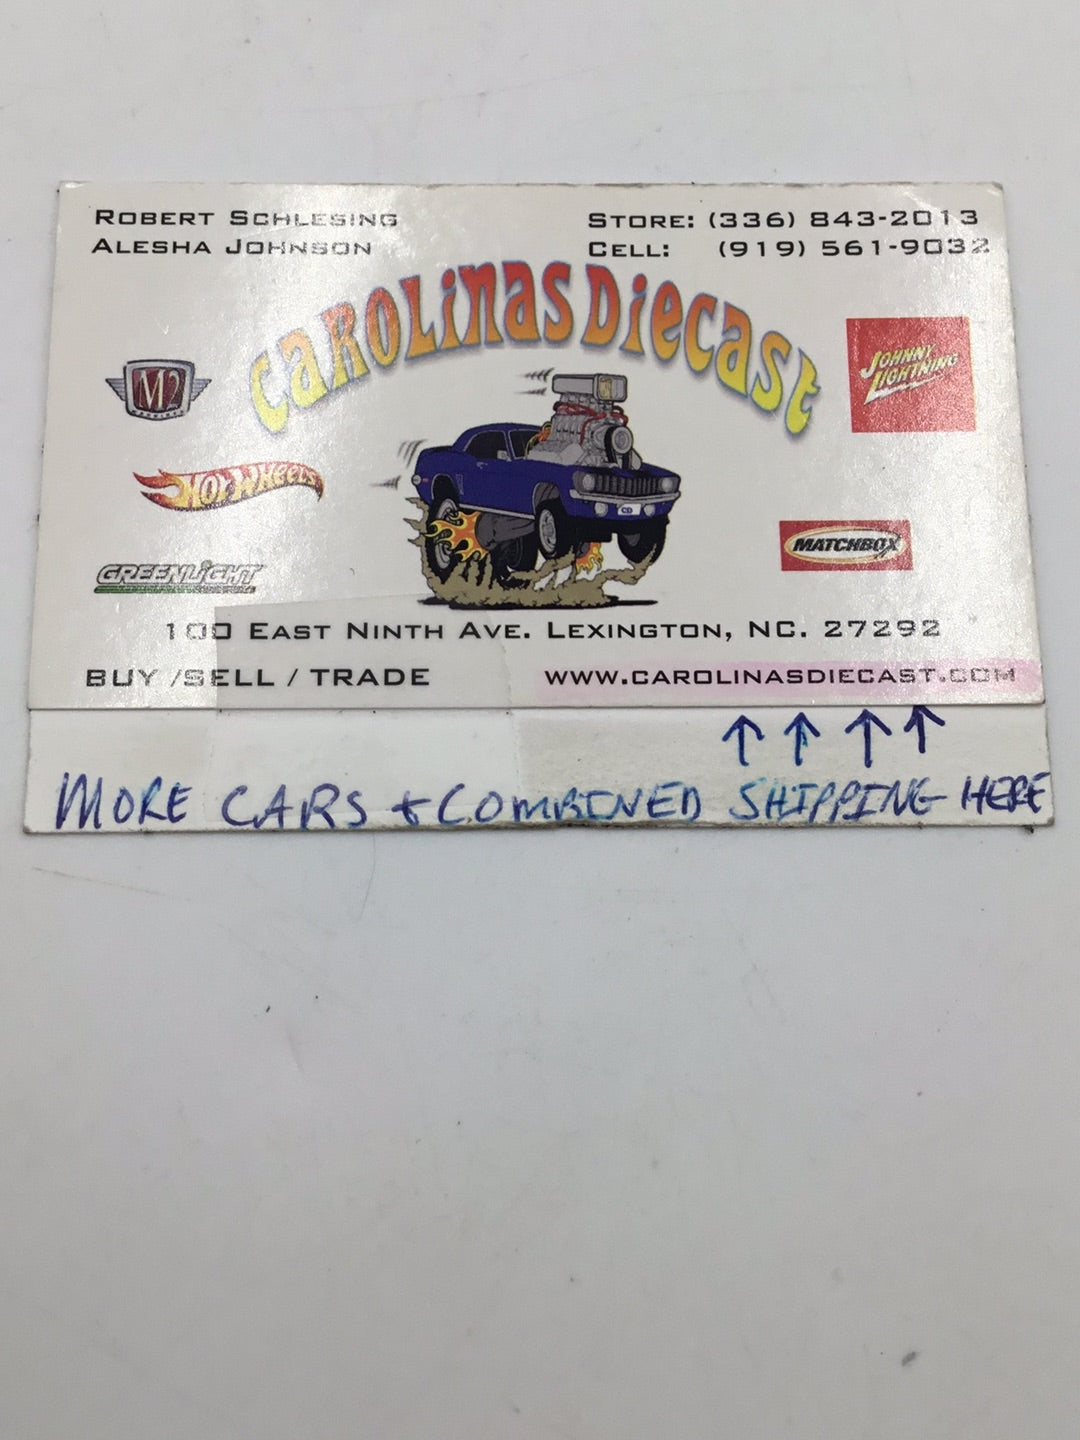 ROBERT SCHLESING
ALESHA JOHNSON
STORE: (336) 843-2013
CELL: (919) 561-9032
CAROLINAS DIECAST
M2
JOHNNY LIGHTNING
HOT WHEELS
MATCHBOX
GREENLIGHT
CD
100 EAST NINTH AVE. LEXINGTON, NC. 27292
BUY /SELL / TRADE
WWW.CAROLINASDIECAST.COM
MORE CARS + COMBINED SHIPPING HERE